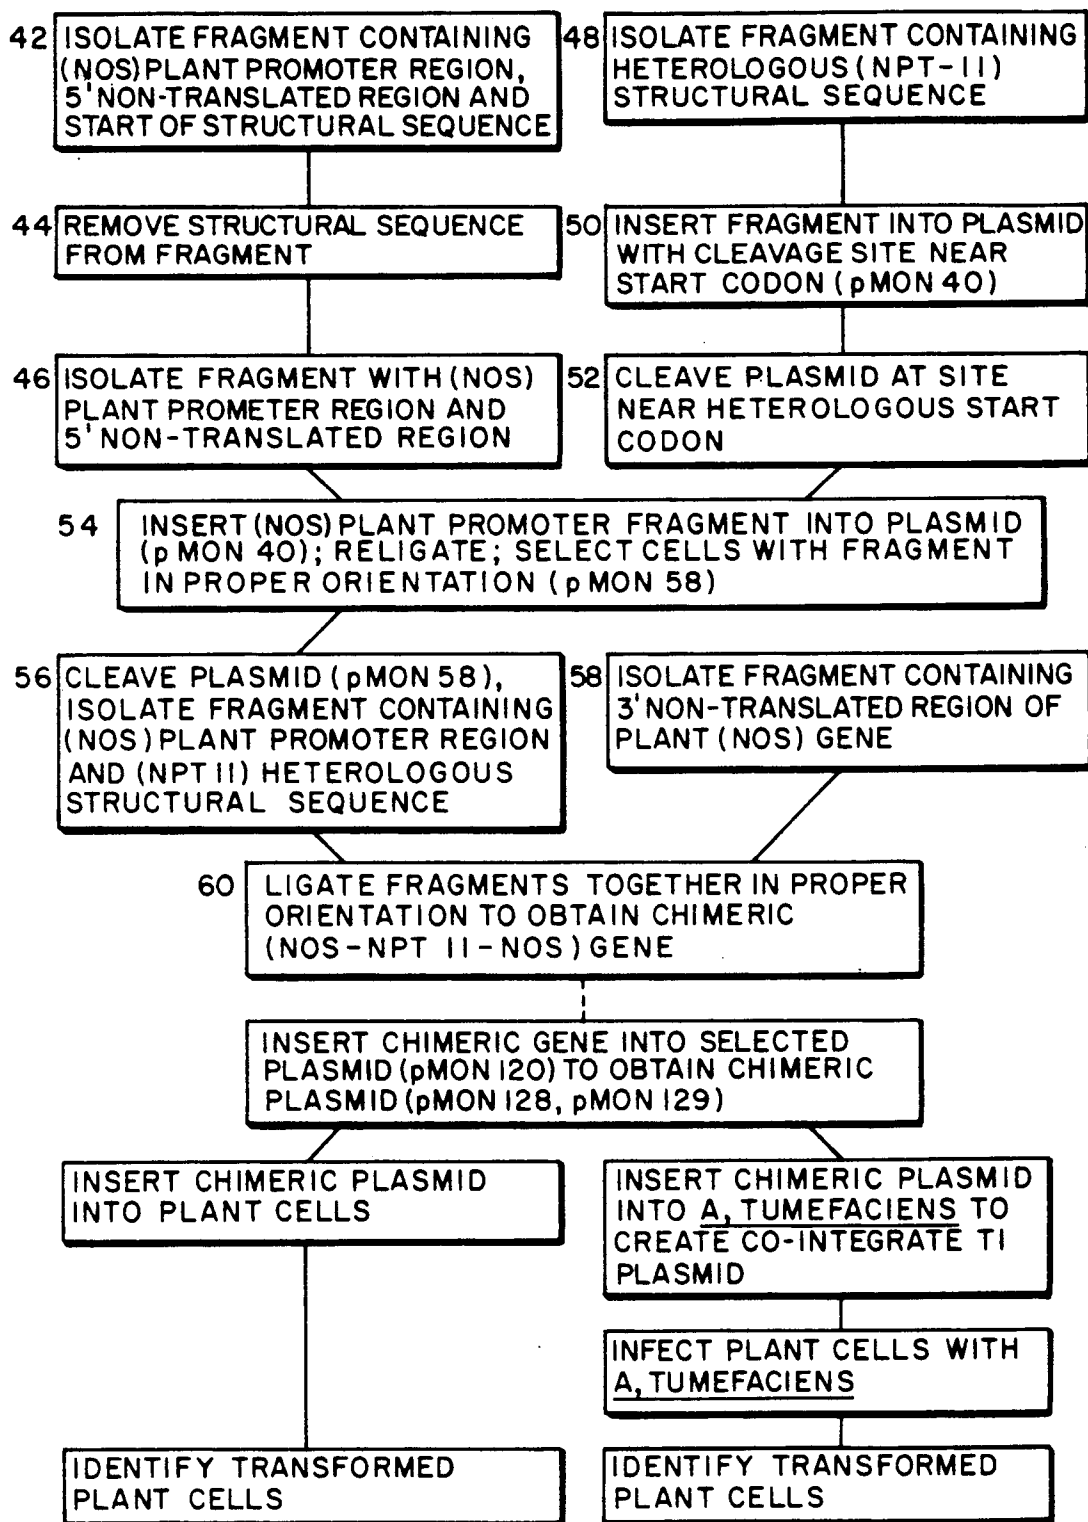 42 ISOLATE FRAGMENT CONTAINING
(NOS) PLANT PROMOTER REGION,
5' NON-TRANSLATED REGION AND
START OF STRUCTURAL SEQUENCE
48 ISOLATE FRAGMENT CONTAINING
HETEROLOGOUS (NPT-II)
STRUCTURAL SEQUENCE
44 REMOVE STRUCTURAL SEQUENCE
FROM FRAGMENT
50 INSERT FRAGMENT INTO PLASMID
WITH CLEAVAGE SITE NEAR
START CODON (pMON 40)
46 ISOLATE FRAGMENT WITH (NOS)
PLANT PROMETER REGION AND
5' NON-TRANSLATED REGION
52 CLEAVE PLASMID AT SITE
NEAR HETEROLOGOUS START
CODON
54 INSERT (NOS) PLANT PROMOTER FRAGMENT INTO PLASMID
(pMON 40); RELIGATE; SELECT CELLS WITH FRAGMENT
IN PROPER ORIENTATION (pMON 58)
56 CLEAVE PLASMID (pMON 58),
ISOLATE FRAGMENT CONTAINING
(NOS) PLANT PROMOTER REGION
AND (NPT II) HETEROLOGOUS
STRUCTURAL SEQUENCE
58 ISOLATE FRAGMENT CONTAINING
3' NON-TRANSLATED REGION OF
PLANT (NOS) GENE
60 LIGATE FRAGMENTS TOGETHER IN PROPER
ORIENTATION TO OBTAIN CHIMERIC
(NOS-NPT II-NOS) GENE
INSERT CHIMERIC GENE INTO SELECTED
PLASMID (pMON 120) TO OBTAIN CHIMERIC
PLASMID (pMON 128, pMON 129)
INSERT CHIMERIC PLASMID
INTO PLANT CELLS
INSERT CHIMERIC PLASMID
INTO A, TUMEFACIENS TO
CREATE CO-INTEGRATE TI
PLASMID
INFECT PLANT CELLS WITH
A, TUMEFACIENS
IDENTIFY TRANSFORMED
PLANT CELLS
IDENTIFY TRANSFORMED
PLANT CELLS